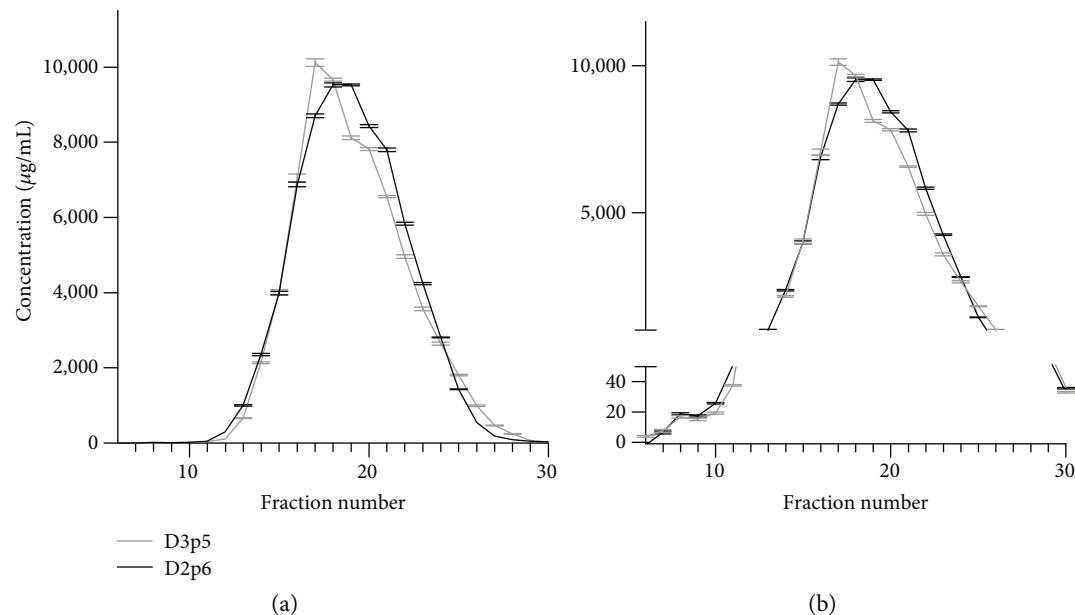 10,000
8,000
6,000
4,000
2,000
0
Concentration (μg/mL)
10
20
30
Fraction number
D3p5
D2p6
(a)
10,000
5,000
40
20
0
10
20
30
Fraction number
(b)